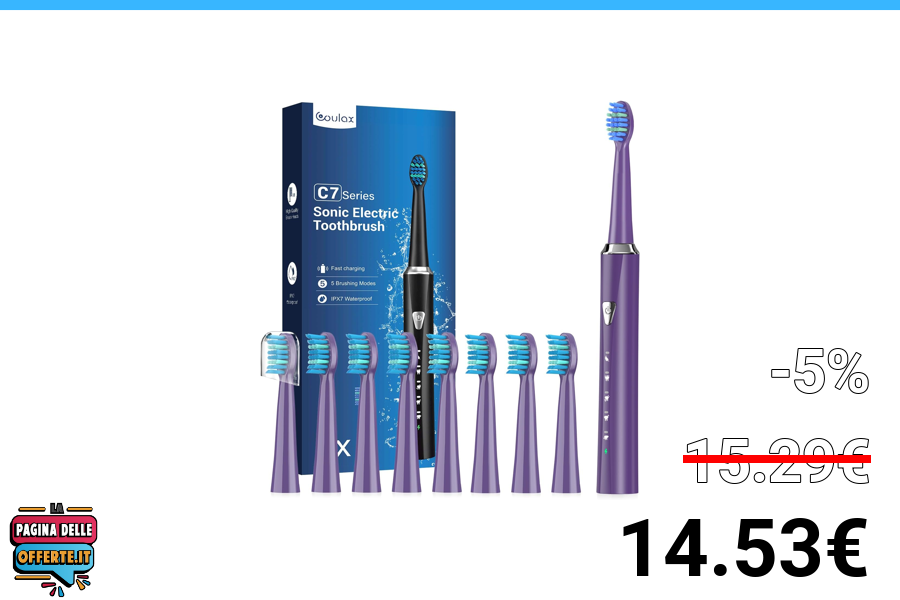 Coulax
C7 Series
Sonic Electric
Toothbrush
Fast charging
5 5 Brushing Modes
IPX7 Waterproof
X
-5%
15.29€
14.53€
LA
PAGINA DELLE
OFFERTE.IT